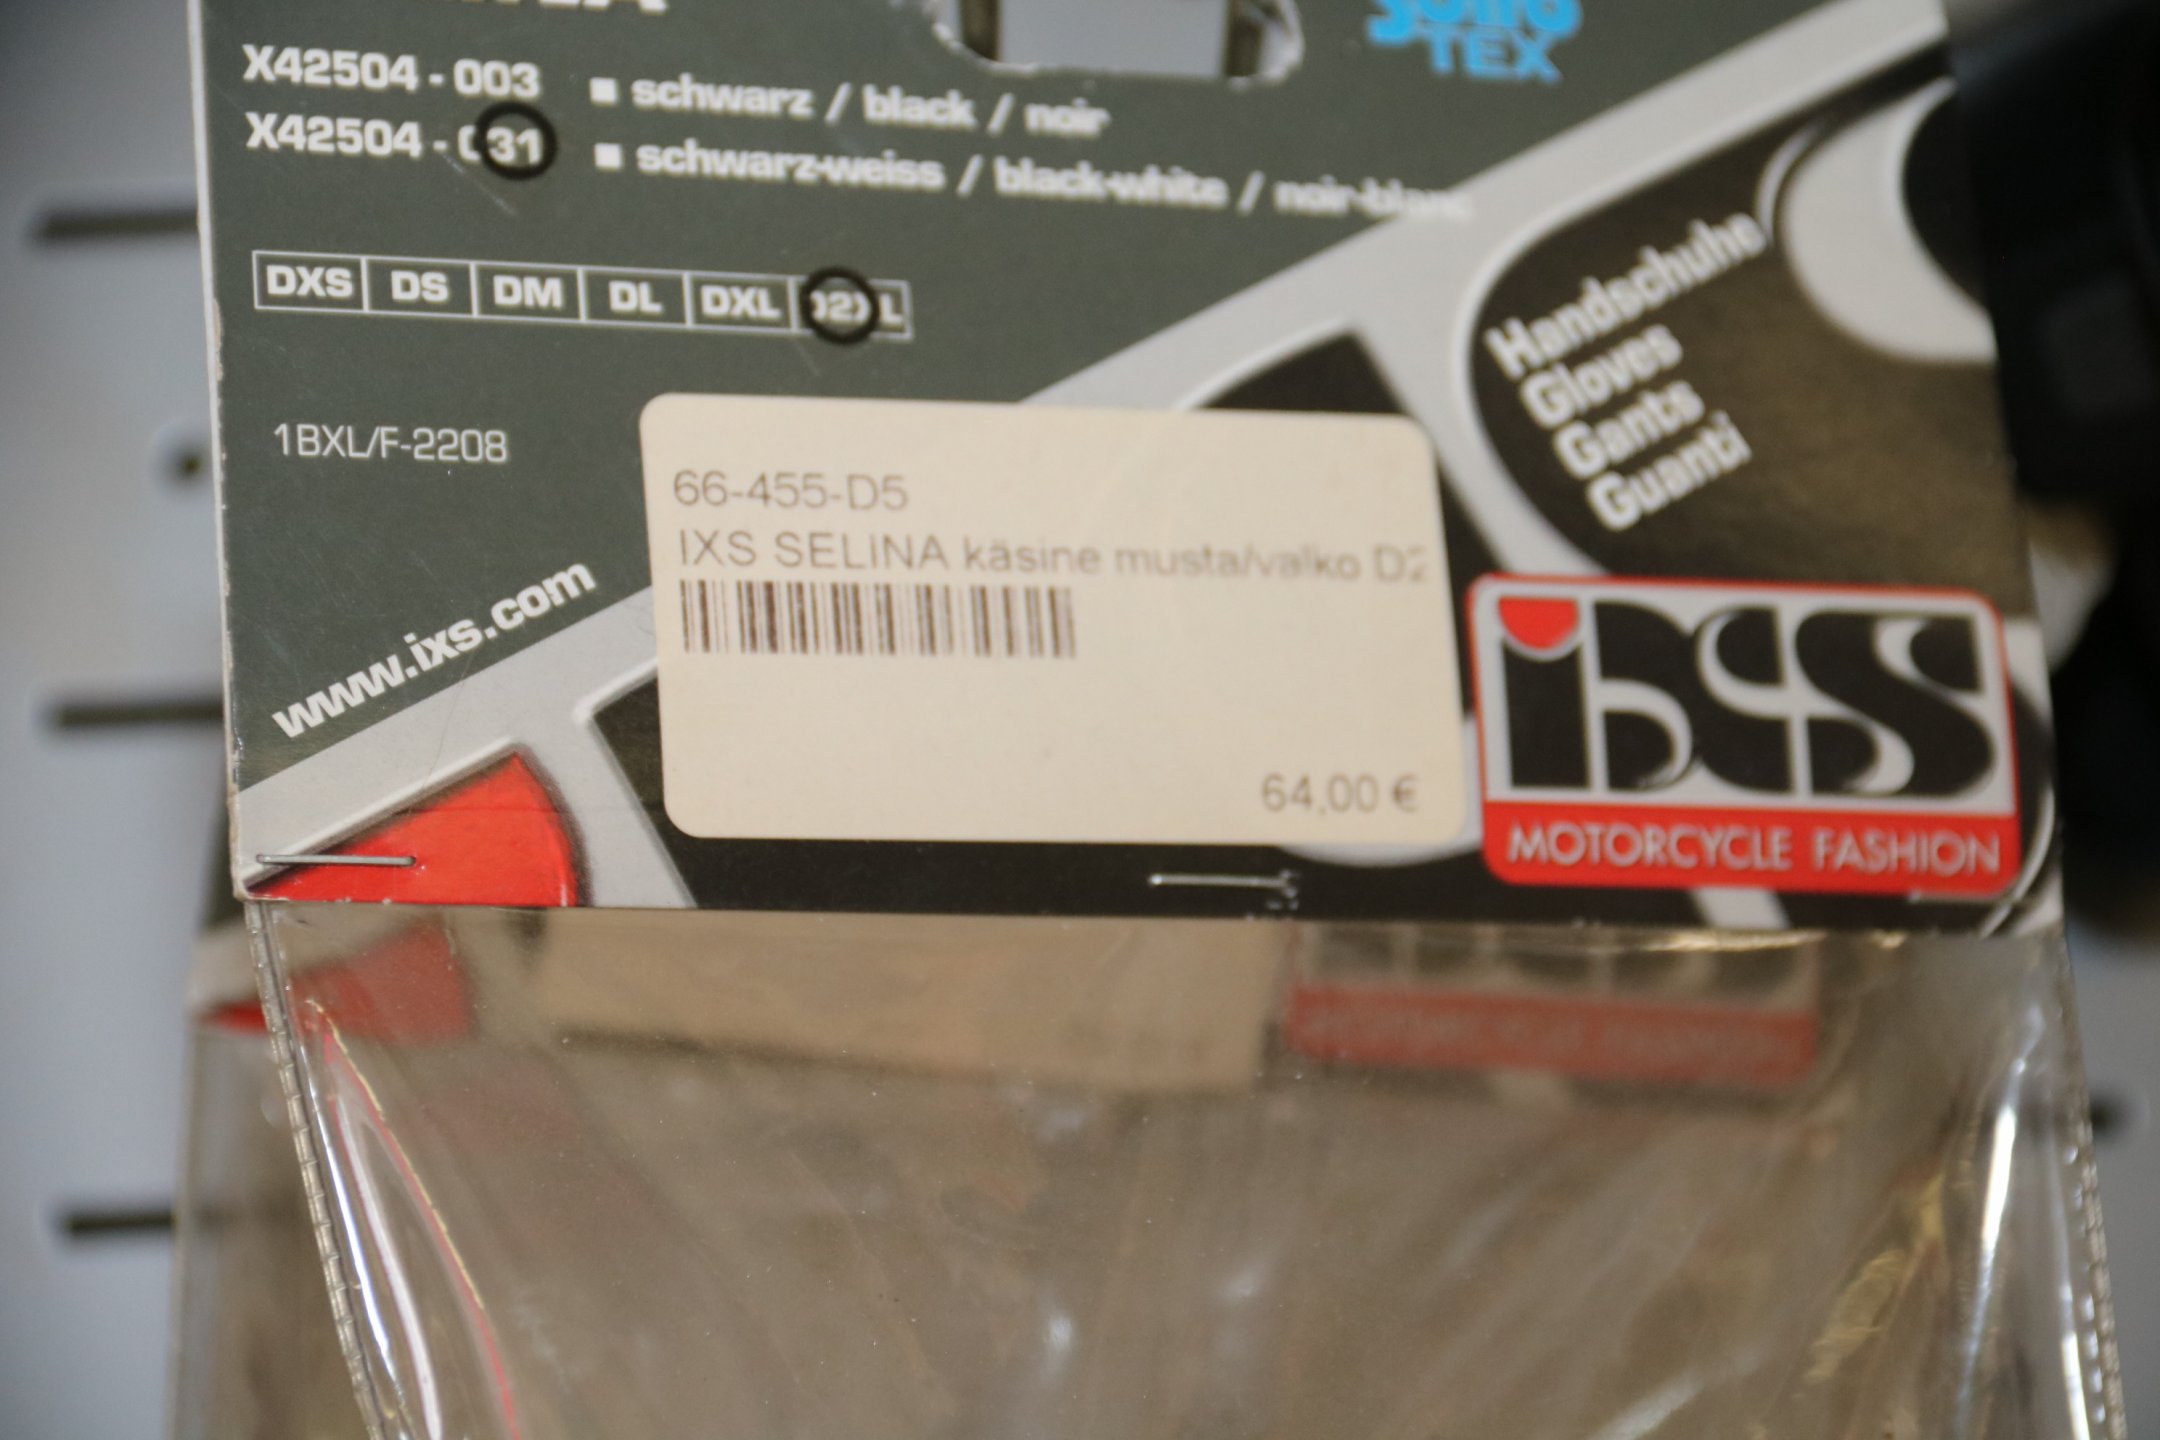 TEX
X42504 - 003 ■ schwarz / black / noir
X42504 - 031 ■ schwarz-weiss / black-white / noir-blanc
DXS DS DM DL DXL D2XL
1BXL/F-2208
www.ixs.com
Handschuhe
Gloves
Gants
Guanti
66-455-D5
IXS SELINA käsine musta/valko D2
64,00 €
iXS
MOTORCYCLE FASHION